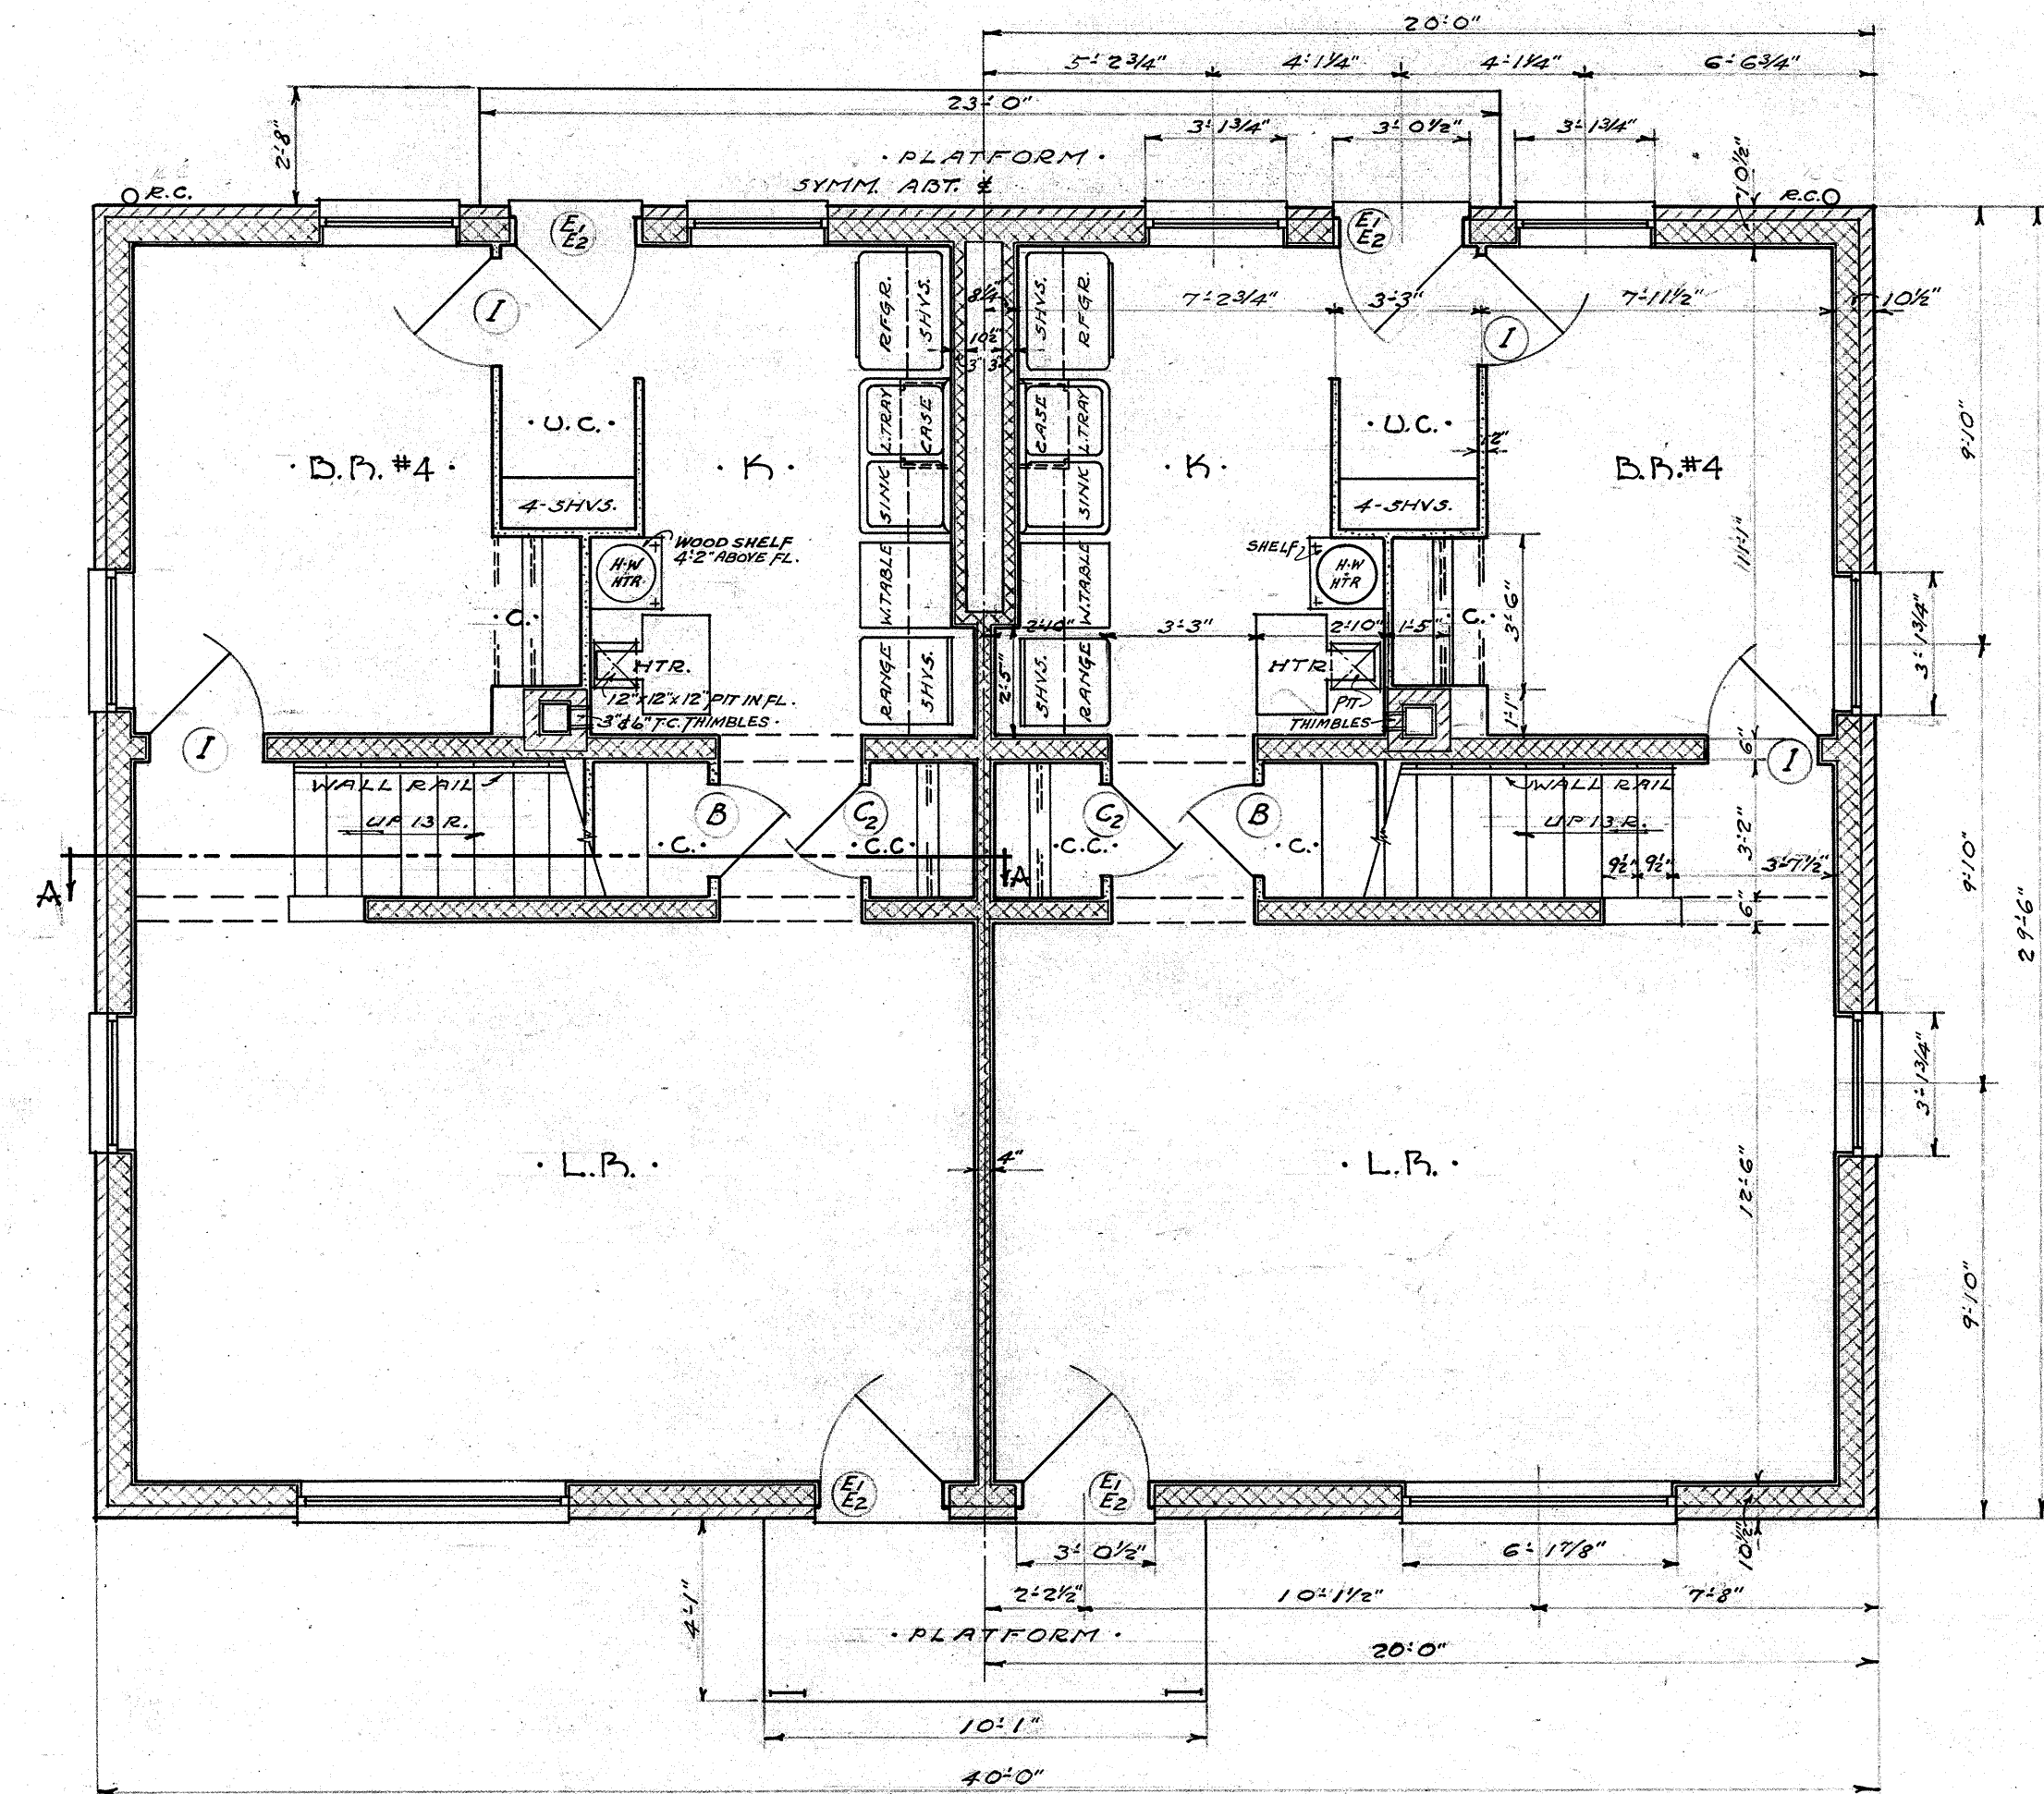 20'-0"
5'-2 3/4" 4'-1 1/4" 4'-1 1/4" 6'-6 3/4"
23'-0"
2'-8"
3'-1 3/4" 3'-0 1/2" 3'-1 3/4"
· PLATFORM ·
SYMM. ABT. ℄
10 1/2"
R.C.
R.C.
E1
E2
E1
E2
I
I
RFGR.
SHVS.
8 1/4"
SHVS.
RFGR.
7'-2 3/4" 3'-3" 7'-11 1/2" 10 1/2"
10 1/2"
3" 3"
L.TRAY
CASE
CASE
L.TRAY
· U.C. ·
· U.C. ·
2"
9'-10"
· B.R. #4 ·
· K ·
· K ·
B.R. #4
SINK
SINK
4-SHVS.
4-SHVS.
WOOD SHELF
4'-2" ABOVE FL.
SHELF
H.W
HTR.
H.W
HTR
W.TABLE
W.TABLE
11'-1"
3'-6"
3'-1 3/4"
· C. ·
C. ·
2'-10" 3'-3" 2'-10" 1'-5"
HTR.
HTR.
RANGE
SHVS.
2'-5"
SHVS.
RANGE
12"x12"x12" PIT IN FL.
PIT
3" & 6" T.C. THIMBLES ·
THIMBLES
1'-1"
I
6"
I
WALL RAIL
WALL RAIL
UP 13 R.
UP 13 R.
B
C2
C2
B
· C. ·
· C.C. ·
· C.C. ·
· C. ·
3'-2"
9 1/2" 9 1/2" 3'-7 1/2"
9'-10"
A
A
6"
29'-6"
3'-1 3/4"
· L.R. ·
4"
· L.R. ·
12'-6"
9'-10"
E1
E2
E1
E2
3'-0 1/2"
6'-1 7/8"
10 1/2"
2'-2 1/2" 10'-1 1/2" 7'-8"
4'-1"
· PLATFORM ·
20'-0"
10'-1"
40'-0"